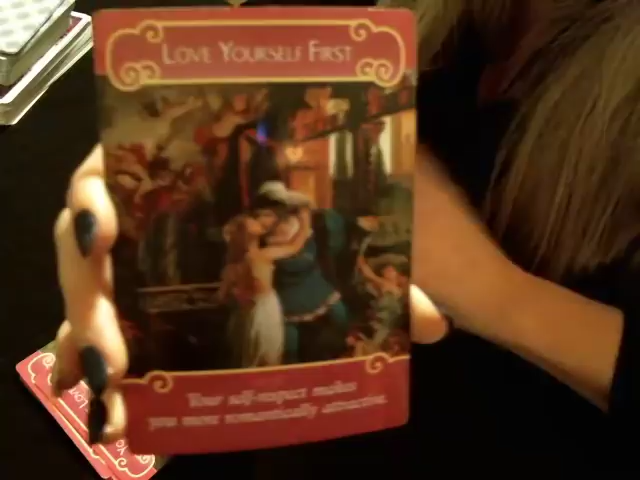 LOVE YOURSELF FIRST
Your self-respect makes
you more romantically attractive.